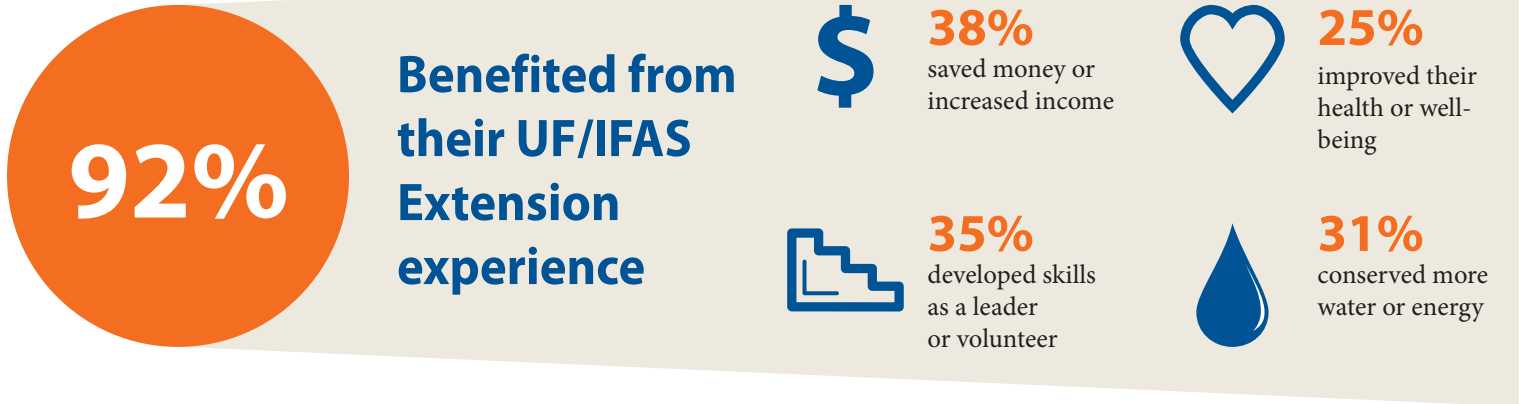 92%
Benefited from
their UF/IFAS
Extension
experience
38%
saved money or
increased income
25%
improved their
health or well-
being
35%
developed skills
as a leader
or volunteer
31%
conserved more
water or energy